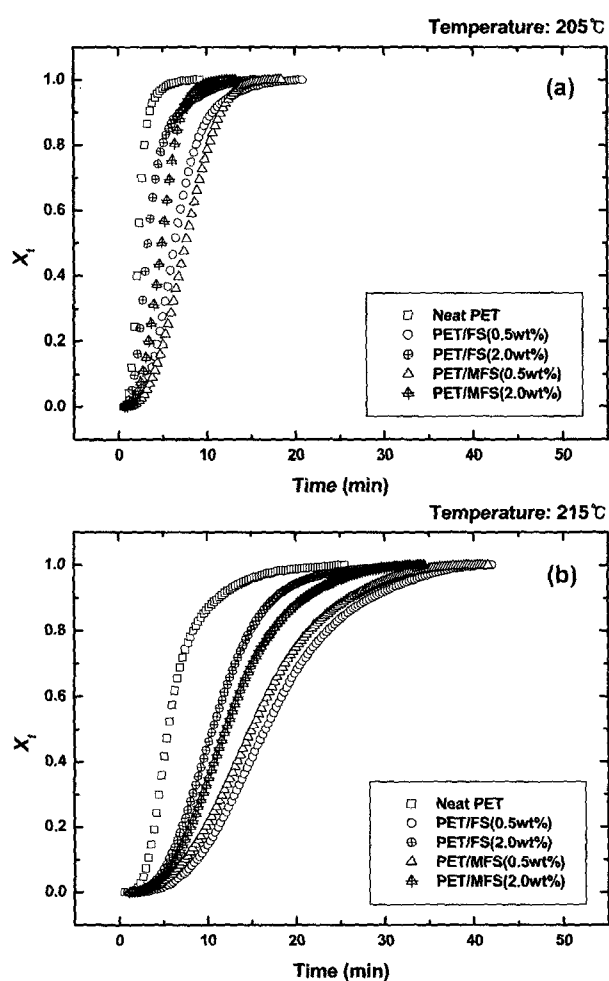 Temperature: 205℃
(a)
1.0
0.8
0.6
0.4
0.2
0.0
Xt
Neat PET
PET/FS(0.5wt%)
PET/FS(2.0wt%)
PET/MFS(0.5wt%)
PET/MFS(2.0wt%)
0 10 20 30 40 50
Time (min)
Temperature: 215℃
(b)
1.0
0.8
0.6
0.4
0.2
0.0
Xt
Neat PET
PET/FS(0.5wt%)
PET/FS(2.0wt%)
PET/MFS(0.5wt%)
PET/MFS(2.0wt%)
0 10 20 30 40 50
Time (min)